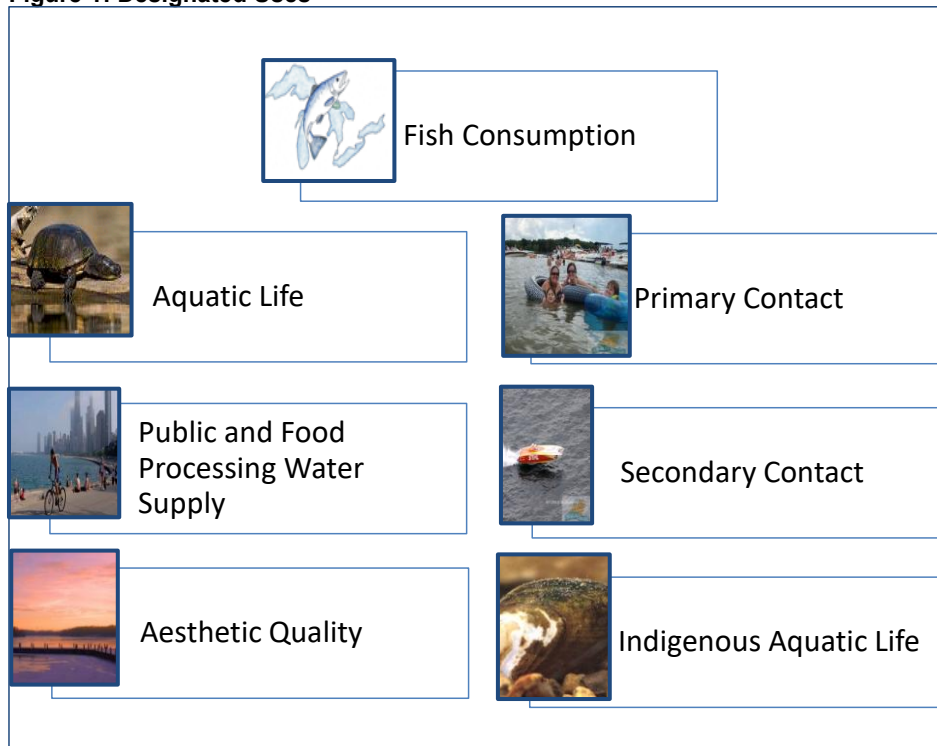 Fish Consumption
Aquatic Life
Primary Contact
Public and Food
Processing Water
Supply
Secondary Contact
Aesthetic Quality
Indigenous Aquatic Life